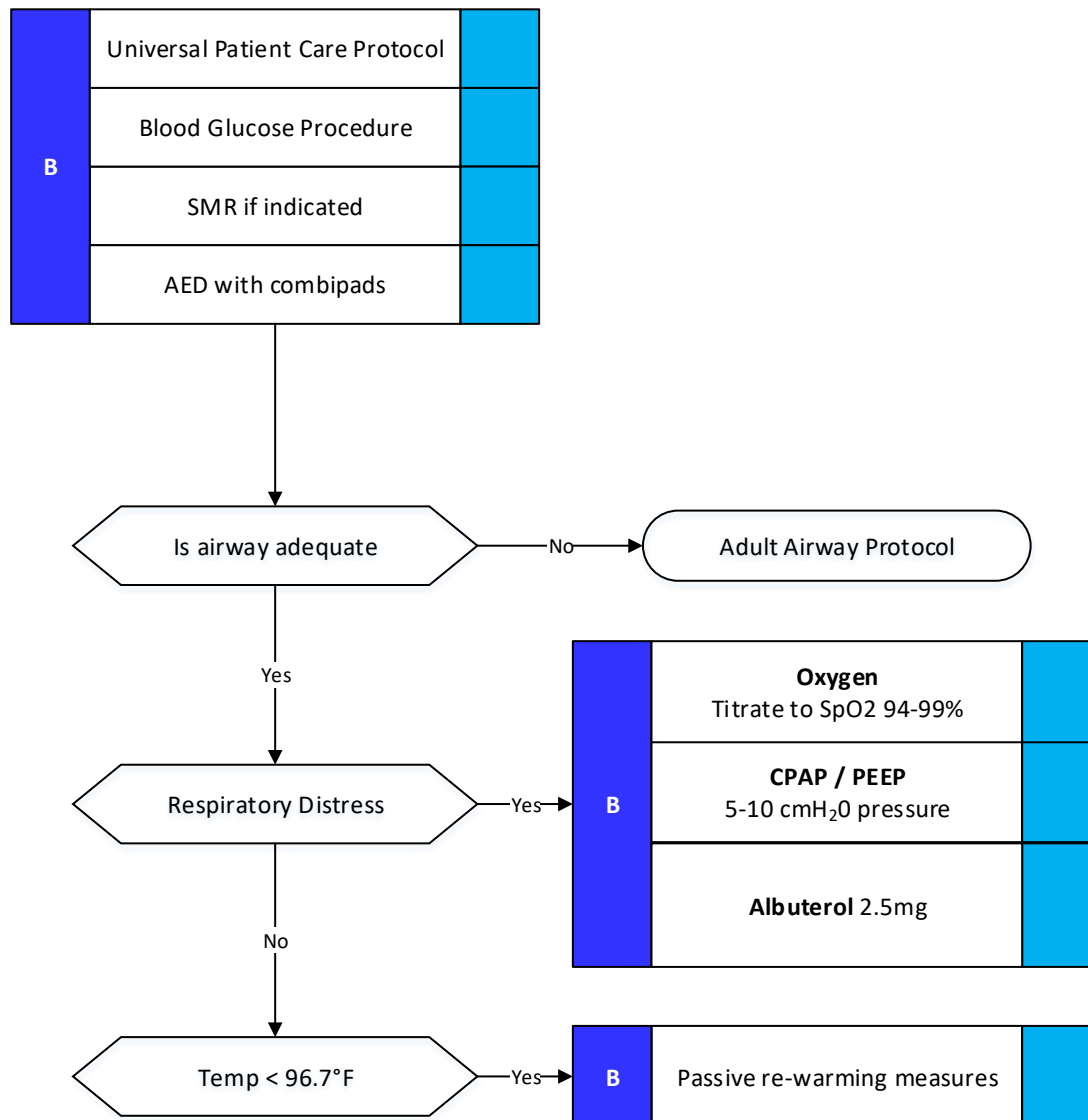 B
Universal Patient Care Protocol
Blood Glucose Procedure
SMR if indicated
AED with combipads
Is airway adequate
No
Adult Airway Protocol
Yes
Respiratory Distress
Yes
B
Oxygen
Titrate to SpO2 94-99%
CPAP / PEEP
5-10 cmH₂0 pressure
Albuterol 2.5mg
No
Temp < 96.7°F
Yes
B
Passive re-warming measures